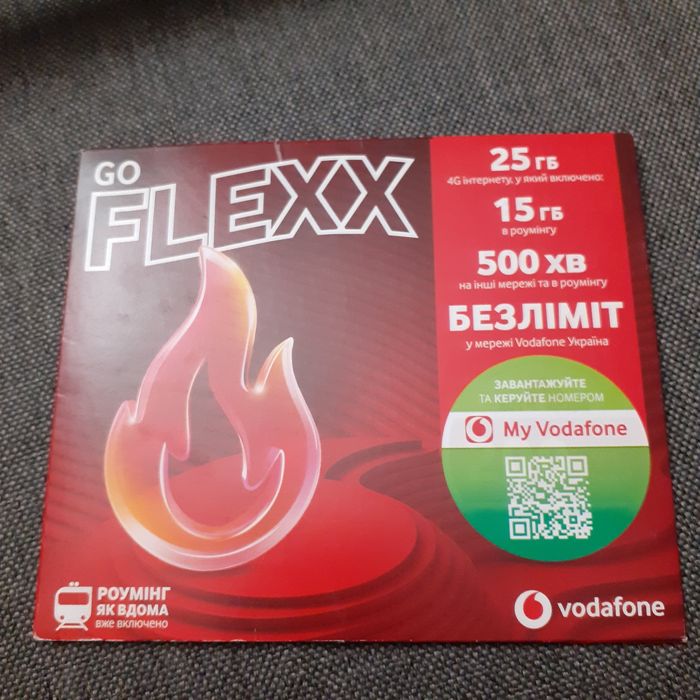 GO
FLEXX
25 ГБ
4G інтернету, у який включено:
15 ГБ
в роумінгу
500 ХВ
на інші мережі та в роумінгу
БЕЗЛІМІТ
у мережі Vodafone Україна
ЗАВАНТАЖУЙТЕ
ТА КЕРУЙТЕ НОМЕРОМ
My Vodafone
РОУМІНГ
ЯК ВДОМА
вже включено
vodafone